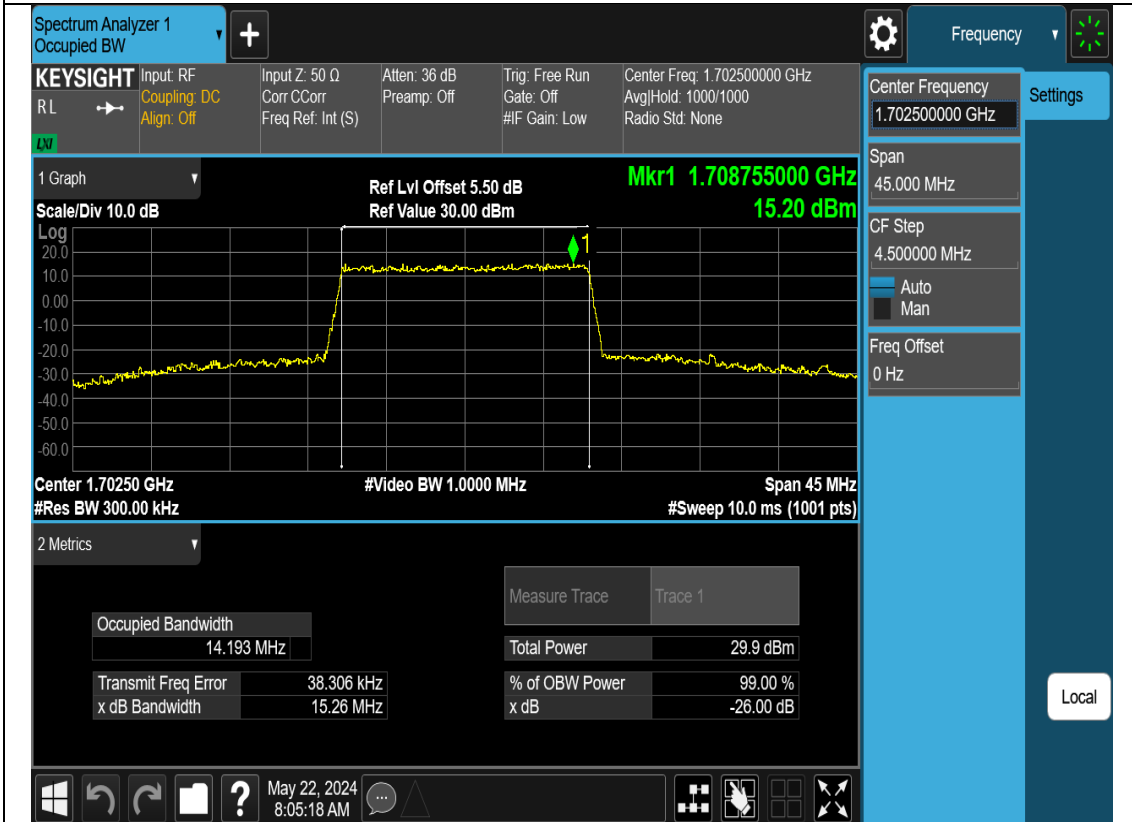 Spectrum Analyzer 1
Occupied BW
+
Frequency
KEYSIGHT
R L
LXI
Input: RF
Coupling: DC
Align: Off
Input Z: 50 Ω
Corr CCorr
Freq Ref: Int (S)
Atten: 36 dB
Preamp: Off
Trig: Free Run
Gate: Off
#IF Gain: Low
Center Freq: 1.702500000 GHz
Avg|Hold: 1000/1000
Radio Std: None
Center Frequency
1.702500000 GHz
Settings
Span
45.000 MHz
CF Step
4.500000 MHz
Auto
Man
Freq Offset
0 Hz
Local
1 Graph
Scale/Div 10.0 dB
Ref Lvl Offset 5.50 dB
Ref Value 30.00 dBm
Mkr1 1.708755000 GHz
15.20 dBm
Log
1
20.0
10.0
0.00
-10.0
-20.0
-30.0
-40.0
-50.0
-60.0
Center 1.70250 GHz
#Video BW 1.0000 MHz
Span 45 MHz
#Res BW 300.00 kHz
#Sweep 10.0 ms (1001 pts)
2 Metrics
Measure Trace Trace 1
Occupied Bandwidth
14.193 MHz
Total Power 29.9 dBm
Transmit Freq Error 38.306 kHz
% of OBW Power 99.00 %
x dB Bandwidth 15.26 MHz
x dB -26.00 dB
?
May 22, 2024
8:05:18 AM